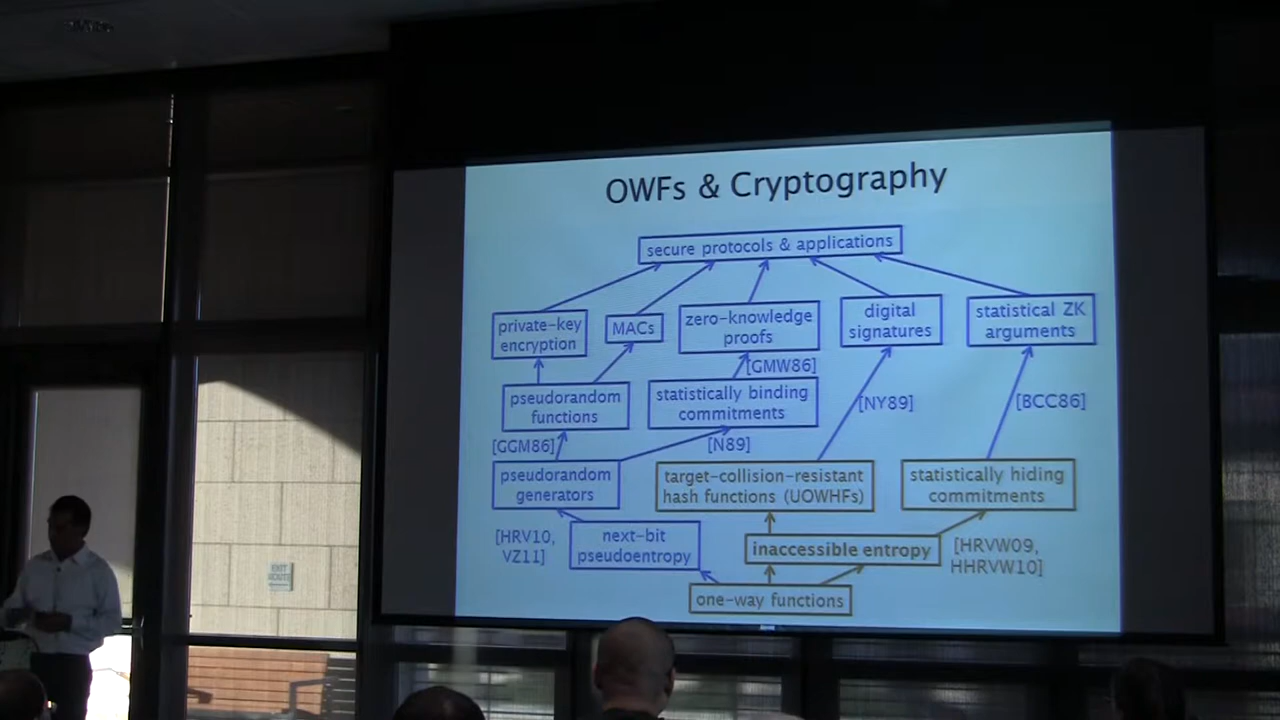 OWFs & Cryptography
secure protocols & applications
private-key
encryption
MACs
zero-knowledge
proofs
digital
signatures
statistical ZK
arguments
[GMW86]
pseudorandom
functions
statistically binding
commitments
[NY89]
[BCC86]
[GGM86]
[N89]
pseudorandom
generators
target-collision-resistant
hash functions (UOWHFs)
statistically hiding
commitments
[HRV10,
VZ11]
next-bit
pseudoentropy
inaccessible entropy
[HRVW09,
HHRVW10]
one-way functions
EXIT
ROUTE